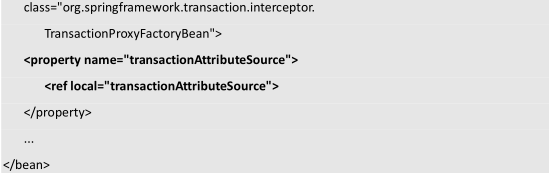 class="org.springframework.transaction.interceptor.
TransactionProxyFactoryBean">
<property name="transactionAttributeSource">
<ref local="transactionAttributeSource">
</property>
...
</bean>